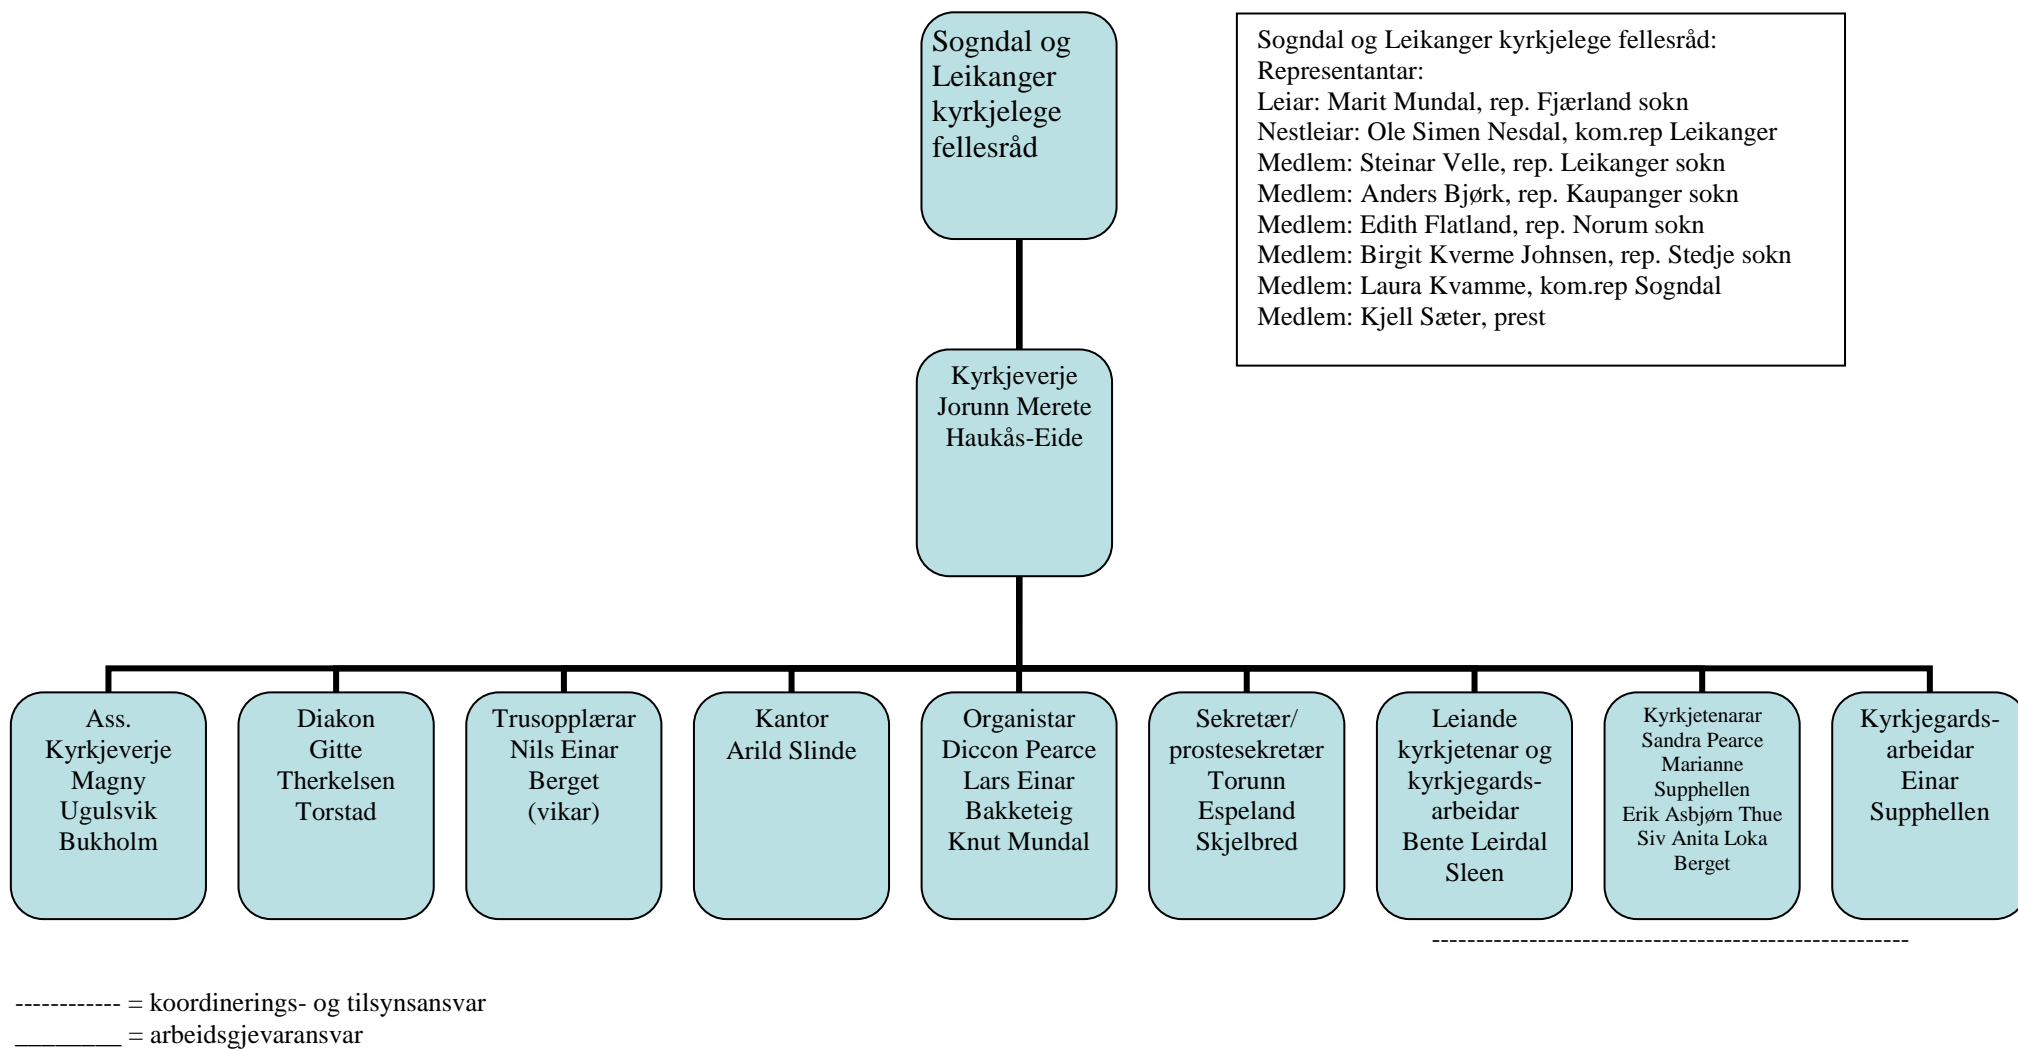 Sogndal og
Leikanger
kyrkjelege
fellesråd
Sogndal og Leikanger kyrkjelege fellesråd:
Representantar:
Leiar: Marit Mundal, rep. Fjærland sokn
Nestleiar: Ole Simen Nesdal, kom.rep Leikanger
Medlem: Steinar Velle, rep. Leikanger sokn
Medlem: Anders Bjørk, rep. Kaupanger sokn
Medlem: Edith Flatland, rep. Norum sokn
Medlem: Birgit Kverme Johnsen, rep. Stedje sokn
Medlem: Laura Kvamme, kom.rep Sogndal
Medlem: Kjell Sæter, prest
Kyrkjeverje
Jorunn Merete
Haukås-Eide
Ass.
Kyrkjeverje
Magny
Ugulsvik
Bukholm
Diakon
Gitte
Therkelsen
Torstad
Trusopplærar
Nils Einar
Berget
(vikar)
Kantor
Arild Slinde
Organistar
Diccon Pearce
Lars Einar
Bakketeig
Knut Mundal
Sekretær/
prostesekretær
Torunn
Espeland
Skjelbred
Leiande
kyrkjetenar og
kyrkjegards-
arbeidar
Bente Leirdal
Sleen
Kyrkjetenarar
Sandra Pearce
Marianne
Supphellen
Erik Asbjørn Thue
Siv Anita Loka
Berget
Kyrkjegards-
arbeidar
Einar
Supphellen
------------------------------------------------------
------------ = koordinerings- og tilsynsansvar
________ = arbeidsgjevaransvar